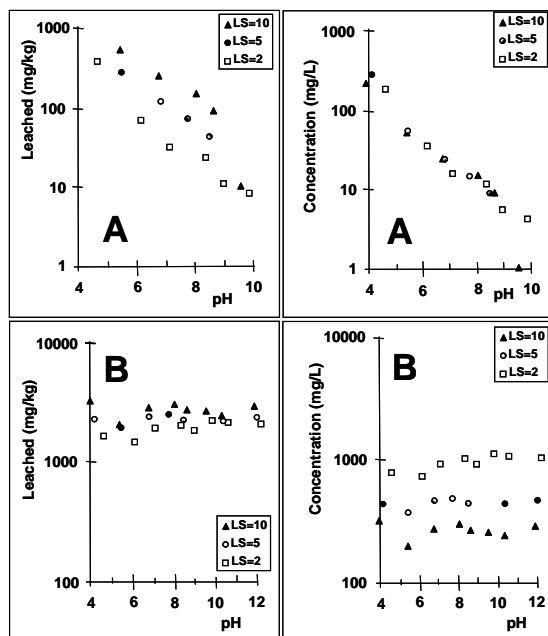 LS=10
LS=5
LS=2
1000
100
10
1
Leached (mg/kg)
A
4 6 8 10
pH
LS=10
LS=5
LS=2
1000
100
10
1
Concentration (mg/L)
A
4 5 6 7 8 9 10
pH
10000
1000
100
Leached (mg/kg)
B
LS=10
LS=5
LS=2
4 6 8 10 12
pH
LS=10
LS=5
LS=2
10000
1000
100
Concentration (mg/L)
B
4 6 8 10 12
pH